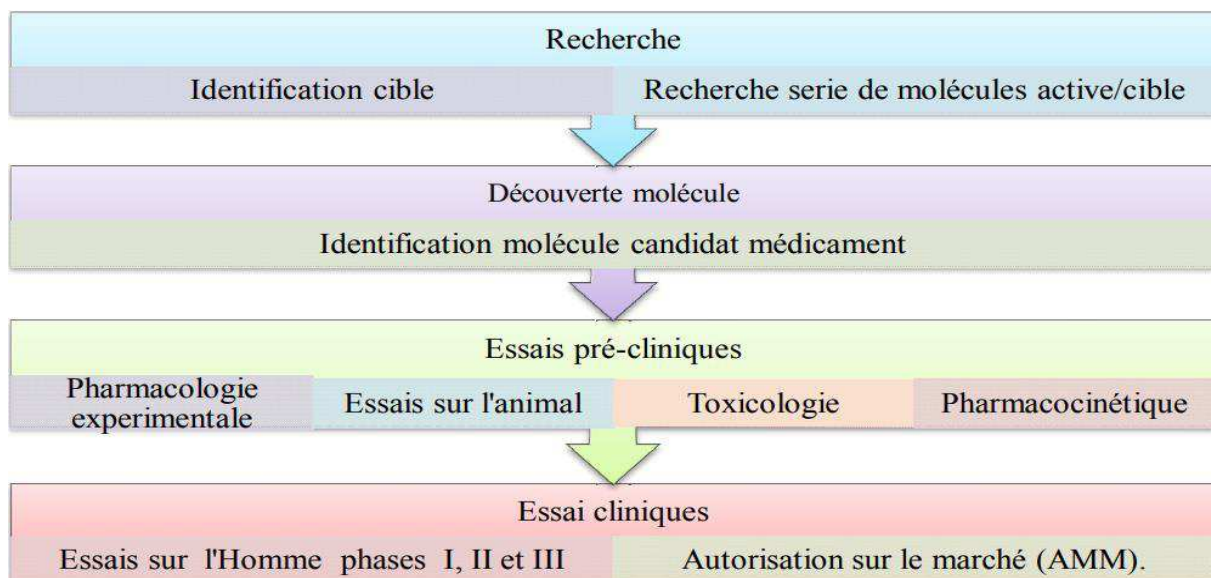 Recherche
Identification cible
Recherche serie de molécules active/cible
Découverte molécule
Identification molécule candidat médicament
Essais pré-cliniques
Pharmacologie
experimentale
Essais sur l'animal
Toxicologie
Pharmacocinétique
Essai cliniques
Essais sur l'Homme phases I, II et III
Autorisation sur le marché (AMM).